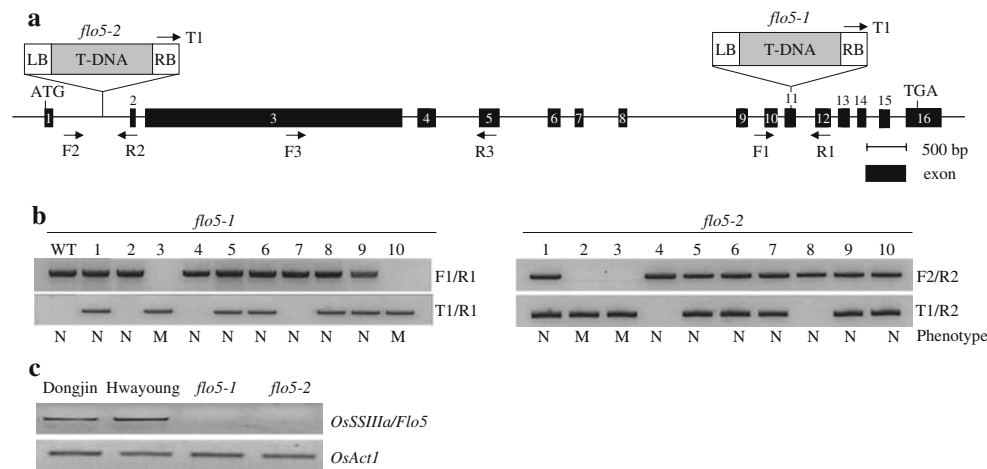 a
flo5-2
T1
LB T-DNA RB
flo5-1
T1
LB T-DNA RB
ATG
TGA
1 2 3 4 5 6 7 8 9 10 11 12 13 14 15 16
F2 R2 F3 R3 F1 R1
500 bp
exon
b
flo5-1
WT 1 2 3 4 5 6 7 8 9 10
F1/R1
T1/R1
N N N M N N N N N N M
flo5-2
1 2 3 4 5 6 7 8 9 10
F2/R2
T1/R2
N M M N N N N N N N Phenotype
c
Dongjin Hwayoung flo5-1 flo5-2
OsSSIIIa/Flo5
OsAct1